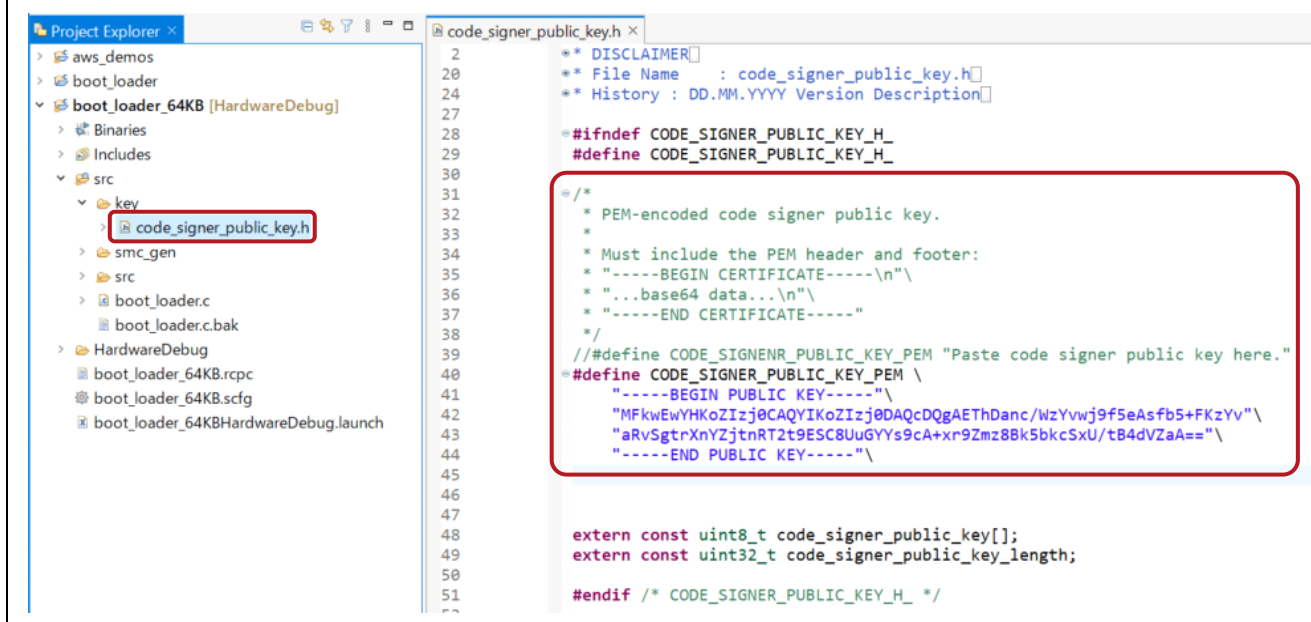 Project Explorer ×
aws_demos
boot_loader
boot_loader_64KB [HardwareDebug]
Binaries
Includes
src
key
code_signer_public_key.h
smc_gen
src
boot_loader.c
boot_loader.c.bak
HardwareDebug
boot_loader_64KB.rcpc
boot_loader_64KB.scfg
boot_loader_64KBHardwareDebug.launch
code_signer_public_key.h ×
2 * DISCLAIMER
20 * File Name : code_signer_public_key.h
24 * History : DD.MM.YYYY Version Description
27
28 #ifndef CODE_SIGNER_PUBLIC_KEY_H_
29 #define CODE_SIGNER_PUBLIC_KEY_H_
30
31 /*
32 * PEM-encoded code signer public key.
33 *
34 * Must include the PEM header and footer:
35 * "-----BEGIN CERTIFICATE-----\n"\
36 * "...base64 data...\n"\
37 * "-----END CERTIFICATE-----"
38 */
39 //#define CODE_SIGNENR_PUBLIC_KEY_PEM "Paste code signer public key here."
40 #define CODE_SIGNER_PUBLIC_KEY_PEM \
41 "-----BEGIN PUBLIC KEY-----"\
42 "MFkwEwYHKoZIzj0CAQYIKoZIzj0DAQcDQgAEThDanc/WzYvwj9f5eAsfb5+FKzYv"\
43 "aRvSgtrXnYZjtnRT2t9ESC8UuGYYs9cA+xr9Zmz8Bk5bkcSxU/tB4dVZaA=="\
44 "-----END PUBLIC KEY-----"\
45
46
47
48 extern const uint8_t code_signer_public_key[];
49 extern const uint32_t code_signer_public_key_length;
50
51 #endif /* CODE_SIGNER_PUBLIC_KEY_H_ */